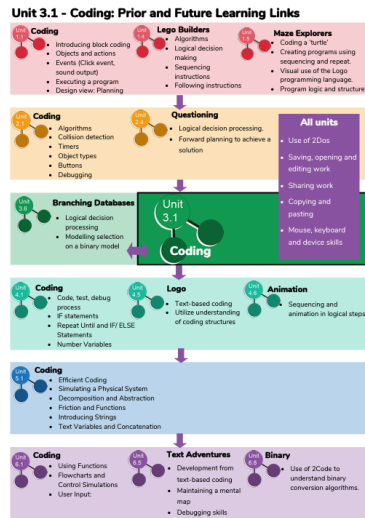 Unit 3.1 - Coding: Prior and Future Learning Links
Unit
1.1
Coding
• Introducing block coding
• Objects and actions
• Events (Click event,
sound output)
• Executing a program
• Design view: Planning
Unit
1.4
Lego Builders
• Algorithms
• Logical decision
making
• Sequencing
instructions
• Following instructions
Unit
1.5
Maze Explorers
• Coding a 'turtle'
• Creating programs using
sequencing and repeat.
• Visual use of the Logo
programming language.
• Program logic and structure
Unit
2.1
Coding
• Algorithms
• Collision detection
• Timers
• Object types
• Buttons
• Debugging
Unit
2.4
Questioning
• Logical decision processing.
• Forward planning to achieve a
solution
All units
• Use of 2Dos
• Saving, opening and
editing work
• Sharing work
• Copying and
pasting
• Mouse, keyboard
and device skills
Unit
3.6
Branching Databases
• Logical decision
processing
• Modelling selection
on a binary model
Unit
3.1
Coding
Unit
4.1
Coding
• Code, test, debug
process
• IF statements
• Repeat Until and IF/ ELSE
Statements
• Number Variables
Unit
4.5
Logo
• Text-based coding
• Utilize understanding
of coding structures
Unit
4.6
Animation
• Sequencing and
animation in logical steps
Unit
5.1
Coding
• Efficient Coding
• Simulating a Physical System
• Decomposition and Abstraction
• Friction and Functions
• Introducing Strings
• Text Variables and Concatenation
Unit
6.1
Coding
• Using Functions
• Flowcharts and
Control Simulations
• User Input:
Unit
6.5
Text Adventures
• Development from
text-based coding
• Maintaining a mental
map
• Debugging skills
Unit
6.8
Binary
• Use of 2Code to
understand binary
conversion algorithms.